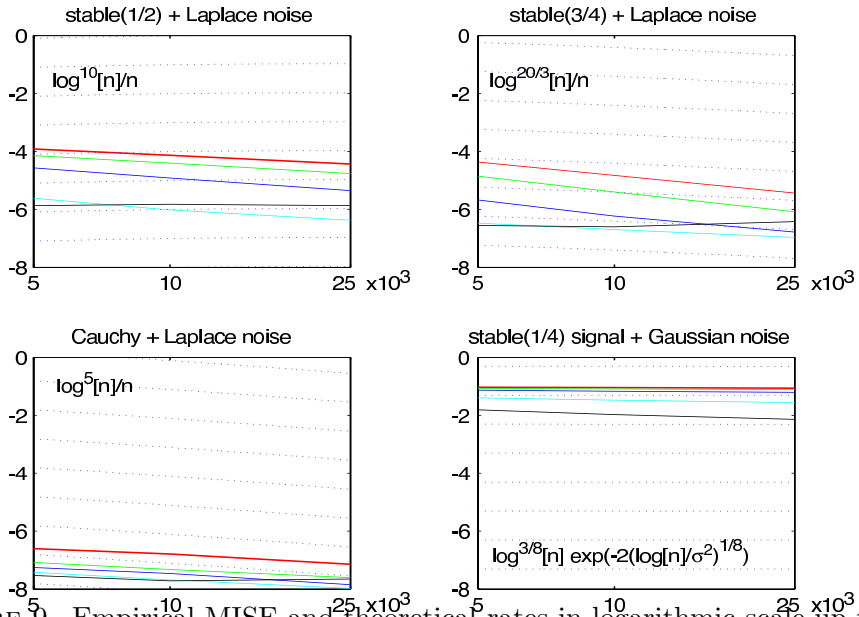 stable(1/2) + Laplace noise
0
-2
-4
-6
-8
log^10[n]/n
5
10
25
x10^3
stable(3/4) + Laplace noise
0
-2
-4
-6
-8
log^20/3[n]/n
5
10
25
x10^3
Cauchy + Laplace noise
0
-2
-4
-6
-8
log^5[n]/n
5
10
25
x10^3
stable(1/4) signal + Gaussian noise
0
-2
-4
-6
-8
log^3/8[n] exp(-2(log[n]/σ^2)^1/8)
5
10
25
x10^3
9. Empirical MISE and theoretical rates in logarithmic scale up